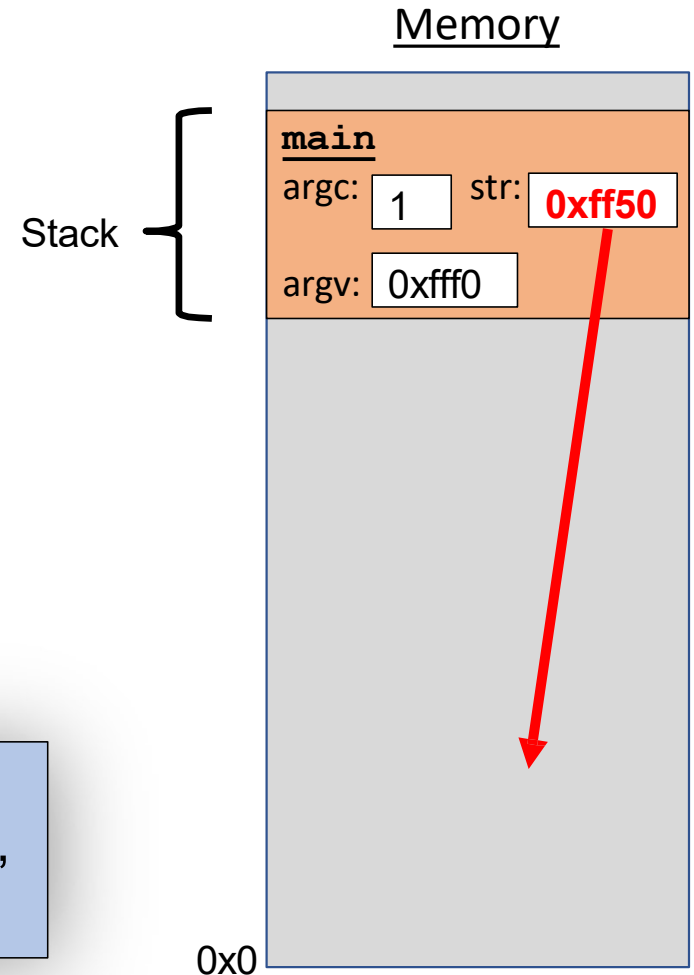 Memory
main
argc: 1 str: 0xff50
Stack
argv: 0xfff0
,
0x0